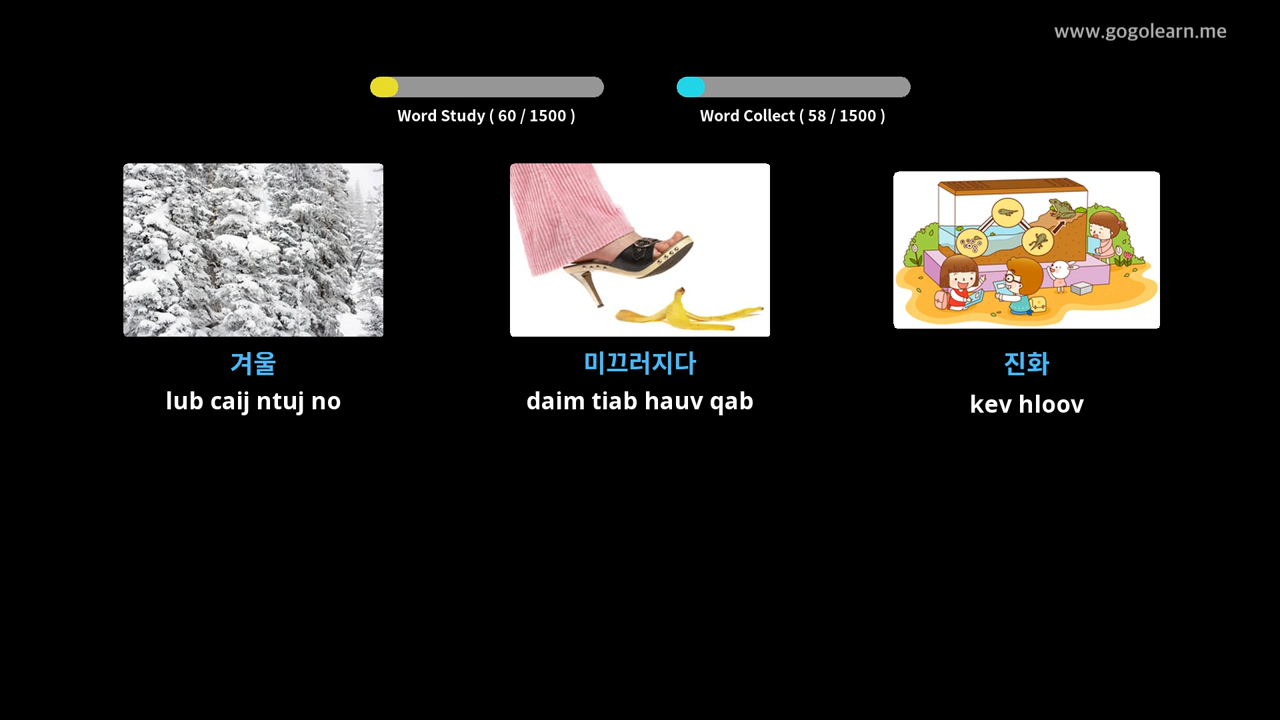 www.gogolearn.me
Word Study ( 60 / 1500 )
Word Collect ( 58 / 1500 )
겨울
lub caij ntuj no
미끄러지다
daim tiab hauv qab
진화
kev hloov